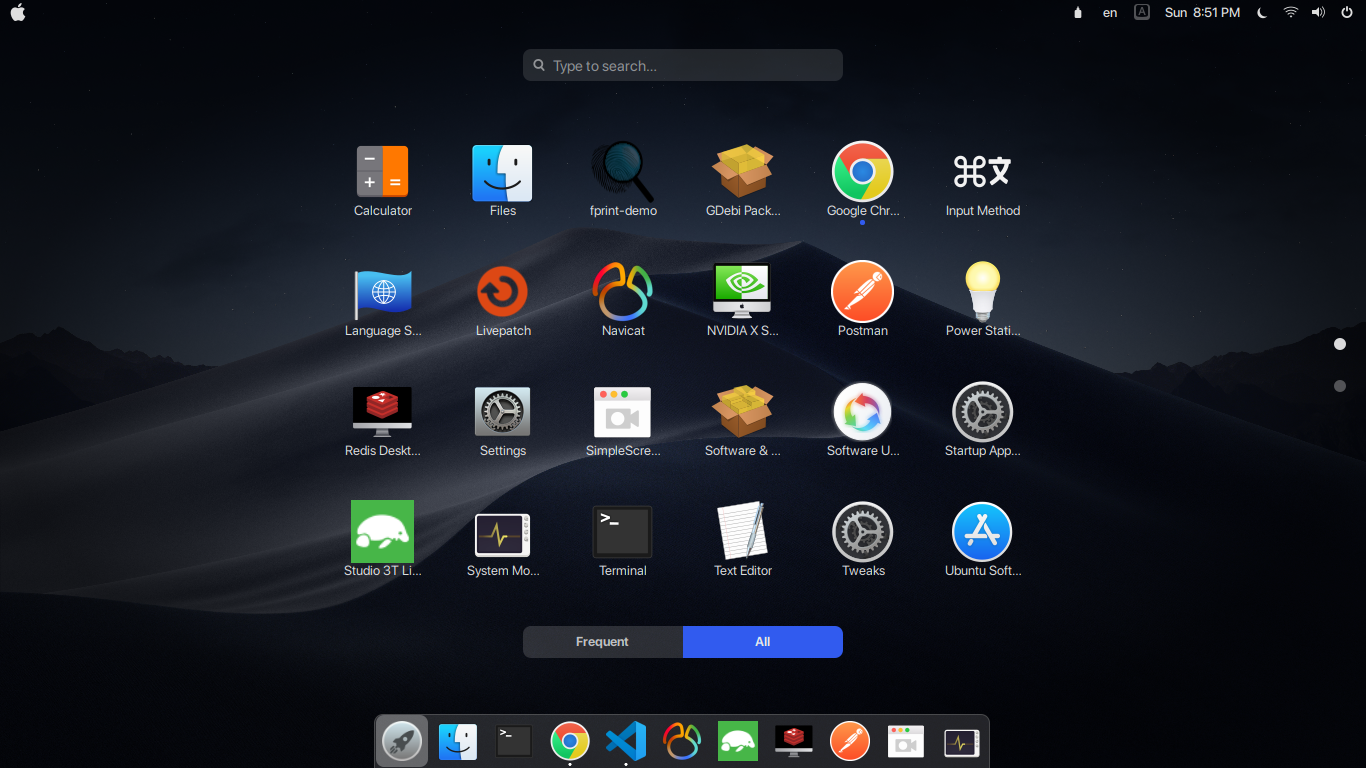 en
A
Sun 8:51 PM
Type to search...
Calculator
Files
fprint-demo
GDebi Pack...
Google Chr...
Input Method
Language S...
Livepatch
Navicat
NVIDIA X S...
Postman
Power Stati...
Redis Deskt...
Settings
SimpleScre...
Software & ...
Software U...
Startup App...
>_
Studio 3T Li...
System Mo...
Terminal
Text Editor
Tweaks
Ubuntu Soft...
Frequent
All
>_